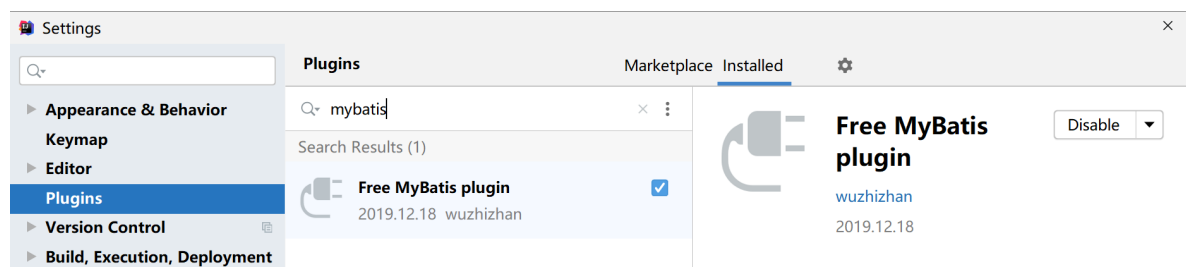 Settings
Plugins
Marketplace Installed
Appearance & Behavior
Keymap
Editor
Plugins
Version Control
Build, Execution, Deployment
mybatis
Search Results (1)
Free MyBatis plugin
2019.12.18 wuzhizhan
Free MyBatis
plugin
Disable
wuzhizhan
2019.12.18